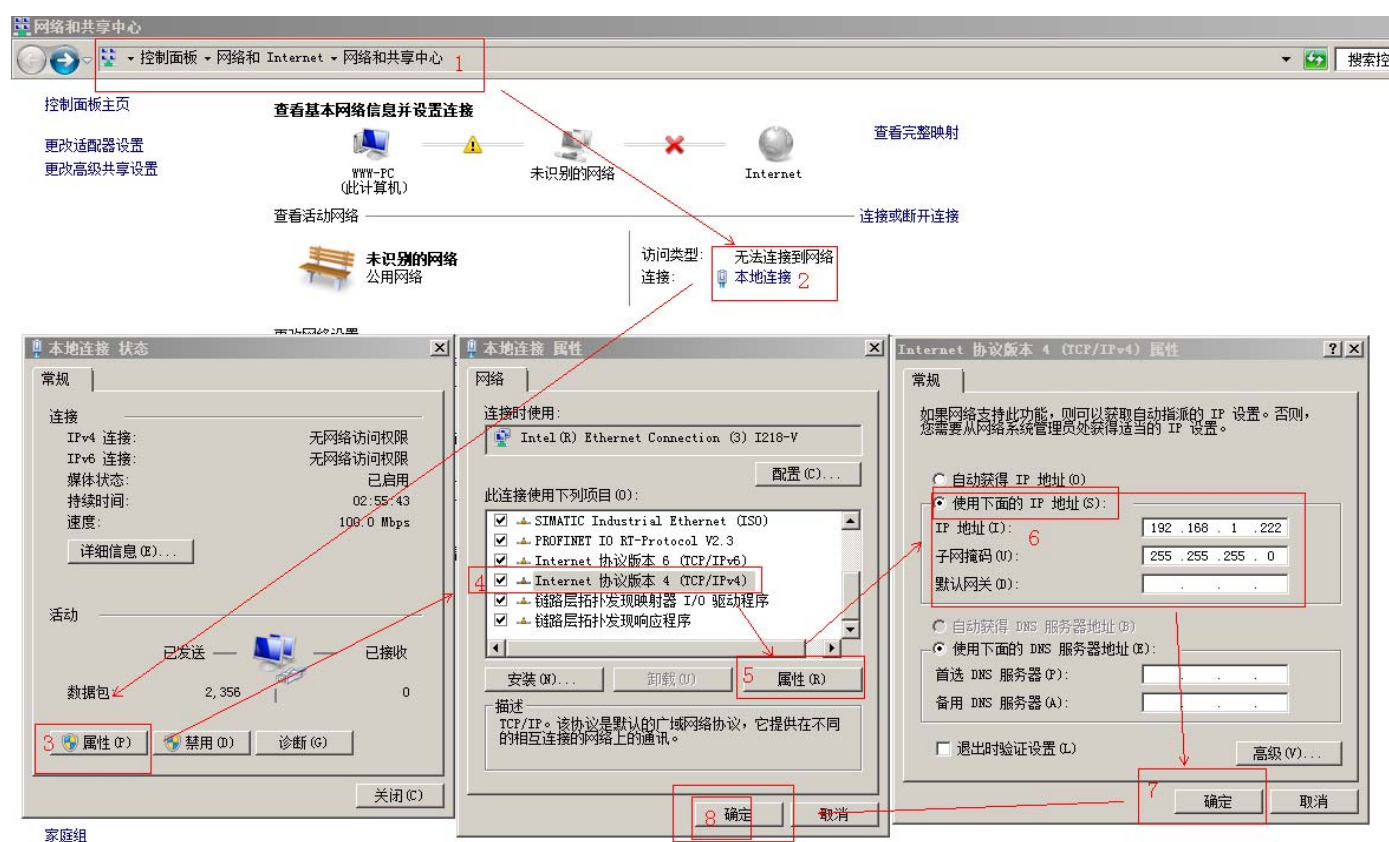 网络和共享中心
控制面板 网络和 Internet 网络和共享中心 1
搜索控
控制面板主页
更改适配器设置
更改高级共享设置
查看基本网络信息并设置连接
查看完整映射
WWW-PC
(此计算机)
未识别的网络
Internet
查看活动网络
连接或断开连接
未识别的网络
公用网络
访问类型: 无法连接到网络
连接: 本地连接 2
更改网络设置
本地连接 状态
常规
连接
IPv4 连接: 无网络访问权限
IPv6 连接: 无网络访问权限
媒体状态: 已启用
持续时间: 02:55:43
速度: 100.0 Mbps
详细信息(E)...
活动
已发送 — — 已接收
数据包: 2,356 0
3 属性(P) 禁用(D) 诊断(G)
关闭(C)
家庭组
本地连接 属性
网络
连接时使用:
Intel(R) Ethernet Connection (3) I218-V
配置(C)...
此连接使用下列项目(O):
SIMATIC Industrial Ethernet (ISO)
PROFINET IO RT-Protocol V2.3
Internet 协议版本 6 (TCP/IPv6)
4 Internet 协议版本 4 (TCP/IPv4)
链路层拓扑发现映射器 I/O 驱动程序
链路层拓扑发现响应程序
安装(N)... 卸载(U) 5 属性(R)
描述
TCP/IP。该协议是默认的广域网络协议，它提供在不同
的相互连接的网络上的通讯。
8 确定 取消
Internet 协议版本 4 (TCP/IPv4) 属性
常规
如果网络支持此功能，则可以获取自动指派的 IP 设置。否则，
您需要从网络系统管理员处获得适当的 IP 设置。
自动获得 IP 地址(O)
使用下面的 IP 地址(S):
IP 地址(I): 192 .168 . 1 .222
6
子网掩码(U): 255 .255 .255 . 0
默认网关(D): . . .
自动获得 DNS 服务器地址(B)
使用下面的 DNS 服务器地址(E):
首选 DNS 服务器(P): . . .
备用 DNS 服务器(A): . . .
退出时验证设置(L)
高级(V)...
7 确定 取消